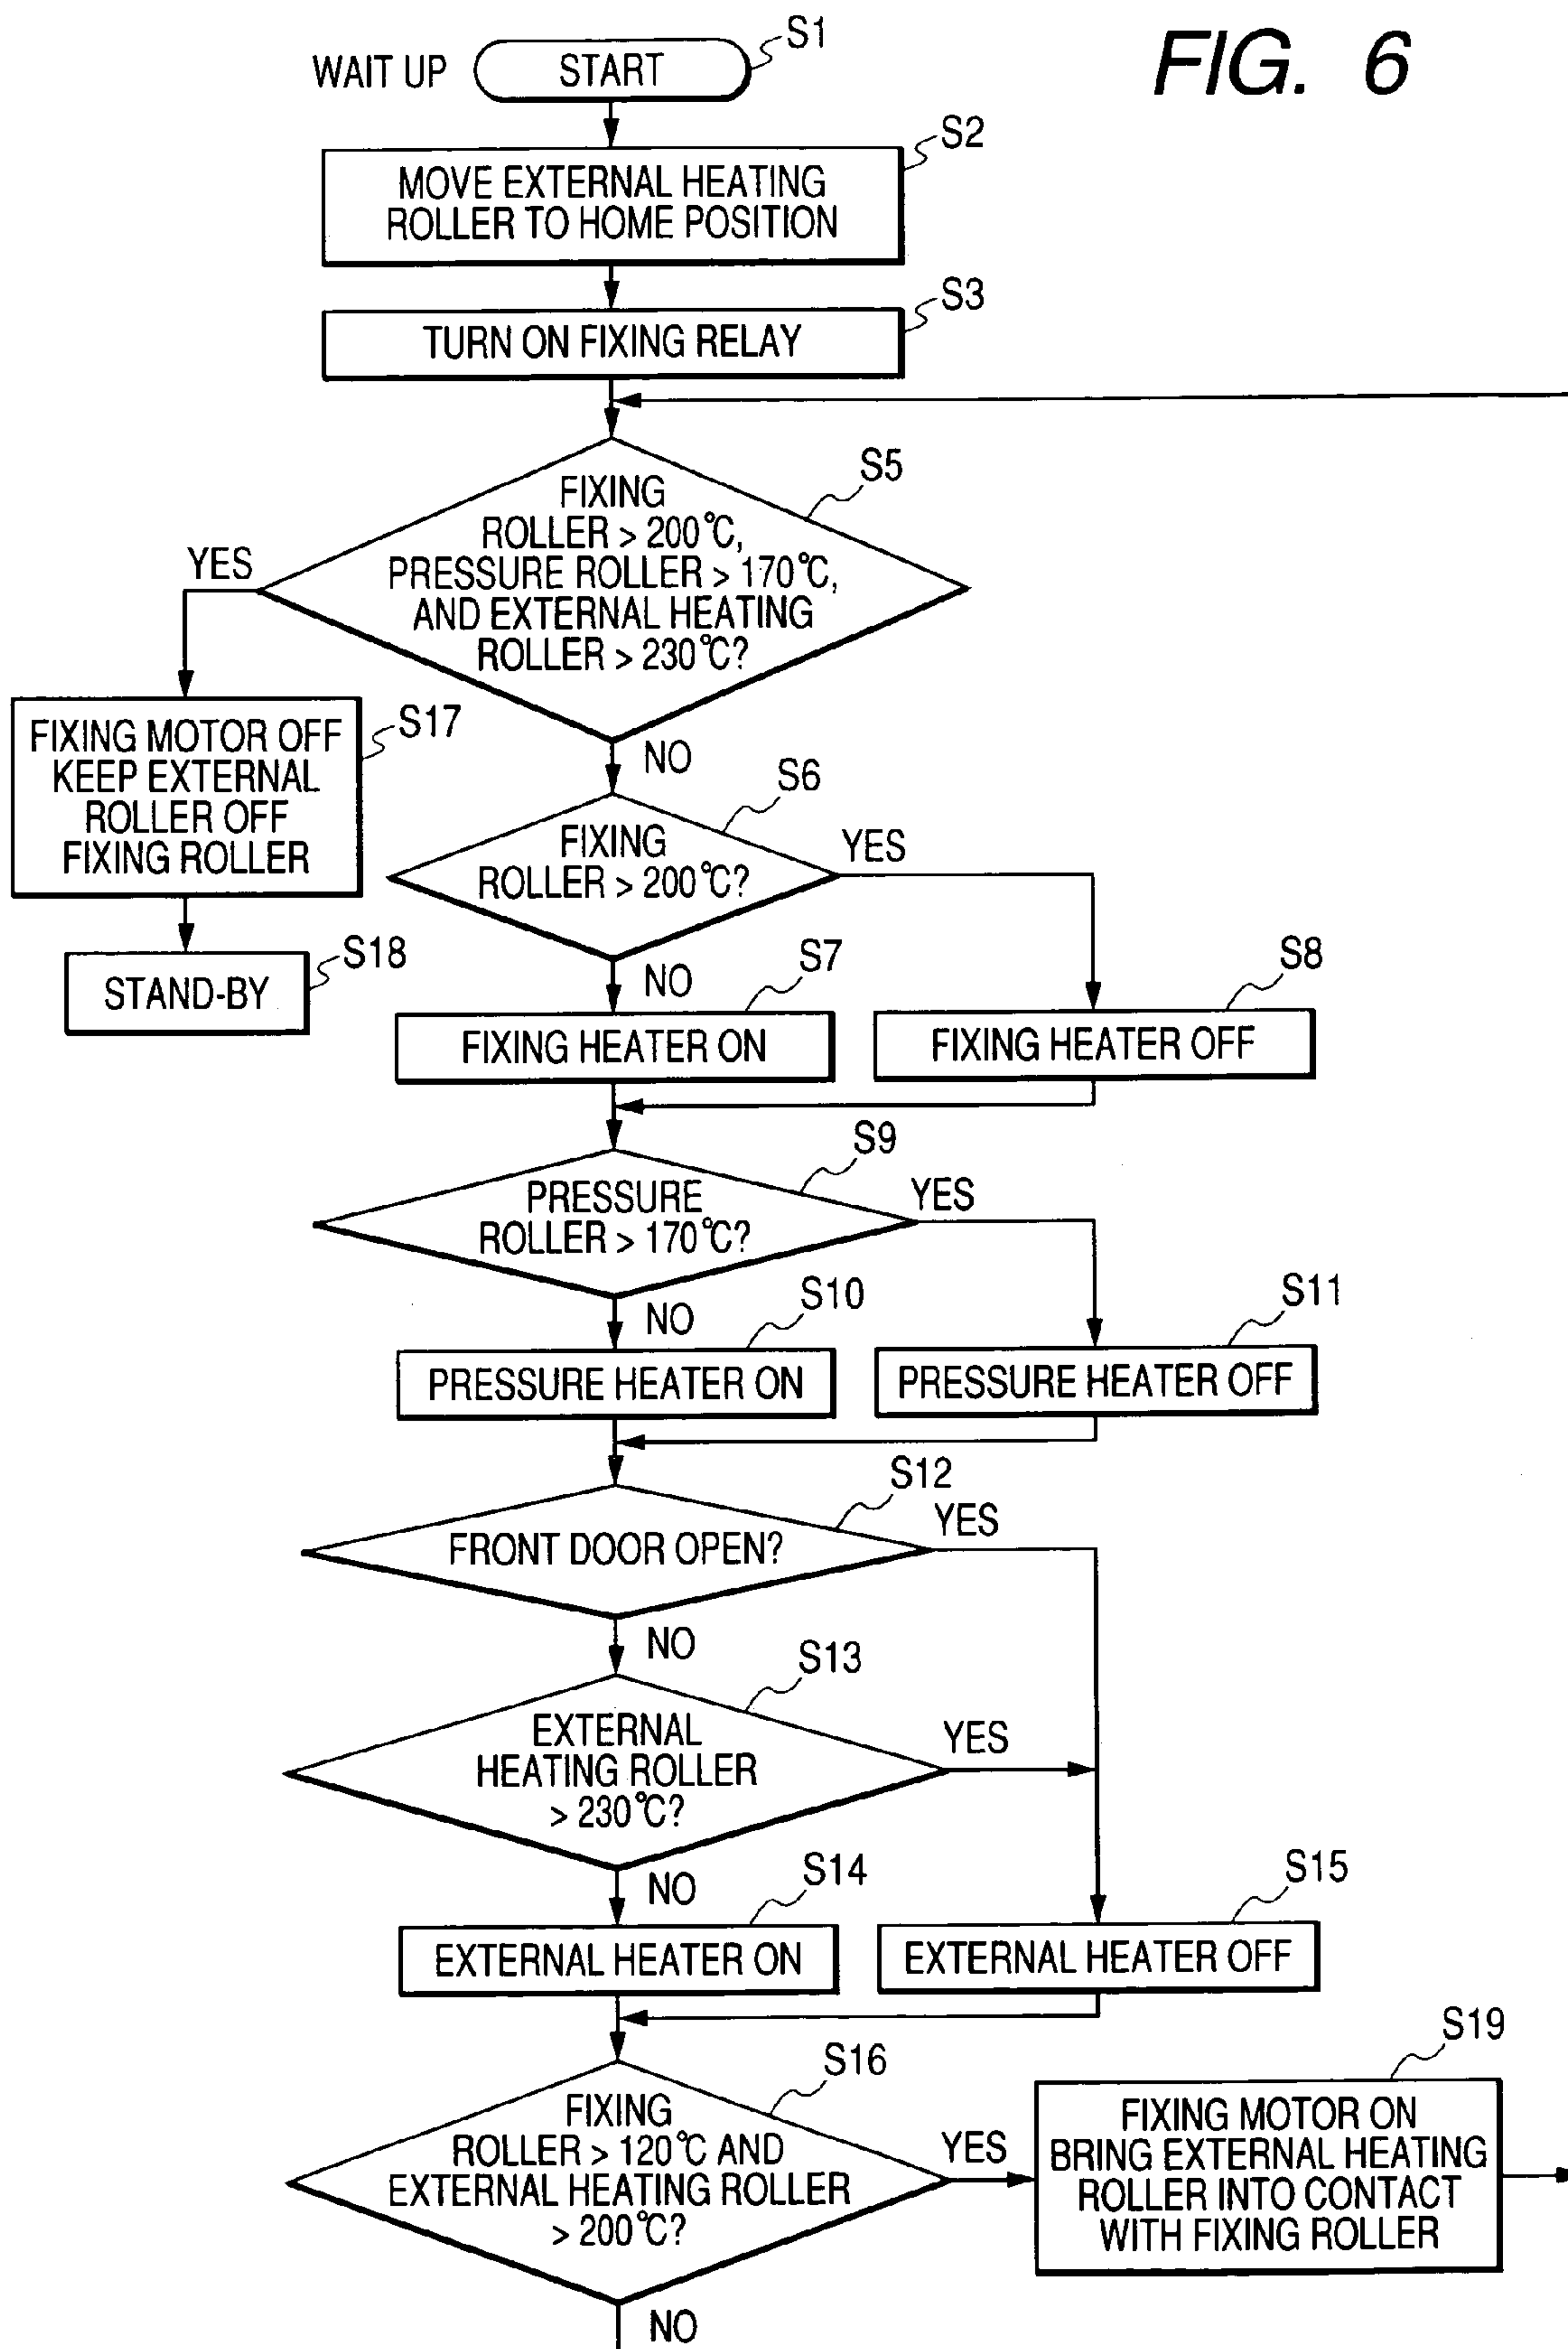 FIG. 6
WAIT UP
START
S1
MOVE EXTERNAL HEATING
ROLLER TO HOME POSITION
S2
TURN ON FIXING RELAY
S3
FIXING
ROLLER > 200°C,
PRESSURE ROLLER > 170°C,
AND EXTERNAL HEATING
ROLLER > 230°C?
S5
YES
NO
FIXING MOTOR OFF
KEEP EXTERNAL
ROLLER OFF
FIXING ROLLER
S17
STAND-BY
S18
FIXING
ROLLER > 200°C?
S6
YES
NO
FIXING HEATER ON
S7
FIXING HEATER OFF
S8
PRESSURE
ROLLER > 170°C?
S9
YES
NO
PRESSURE HEATER ON
S10
PRESSURE HEATER OFF
S11
FRONT DOOR OPEN?
S12
YES
NO
EXTERNAL
HEATING ROLLER
> 230°C?
S13
YES
NO
EXTERNAL HEATER ON
S14
EXTERNAL HEATER OFF
S15
FIXING
ROLLER > 120°C AND
EXTERNAL HEATING ROLLER
> 200°C?
S16
YES
NO
FIXING MOTOR ON
BRING EXTERNAL HEATING
ROLLER INTO CONTACT
WITH FIXING ROLLER
S19